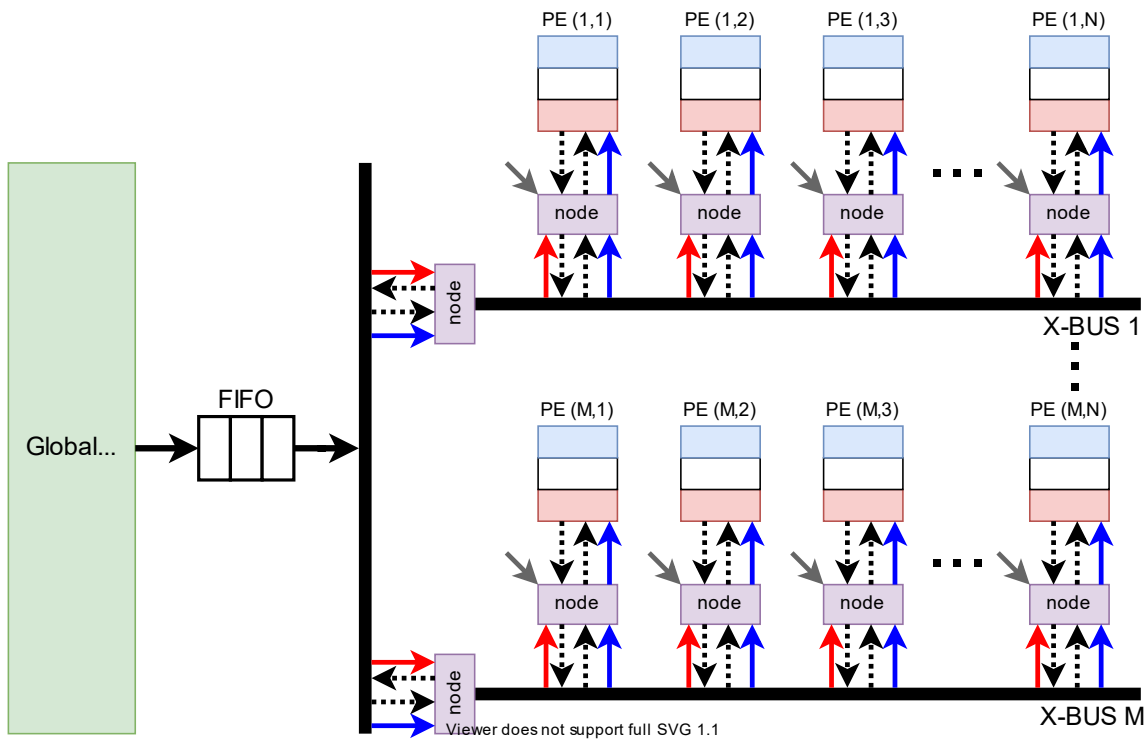 PE (1,1) PE (1,2) PE (1,3) PE (1,N)
node node node node
node
X-BUS 1
FIFO
Global...
PE (M,1) PE (M,2) PE (M,3) PE (M,N)
node node node node
node
X-BUS M
Viewer does not support full SVG 1.1